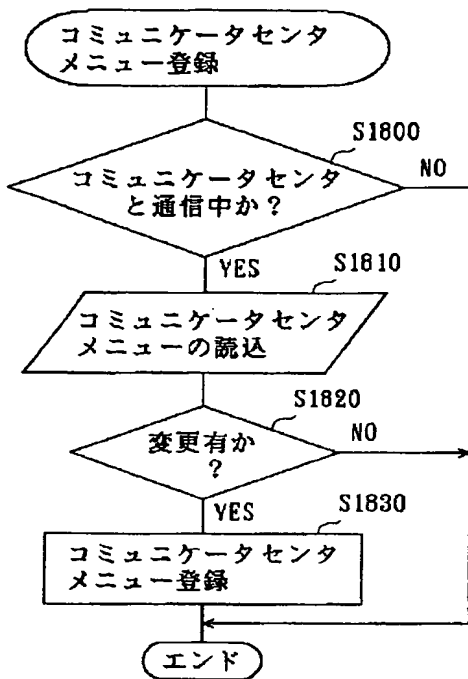 コミュニケータセンタ
メニュー登録
S1800
コミュニケータセンタ
と通信中か?
NO
YES
S1810
コミュニケータセンタ
メニューの読込
S1820
変更有か
?
NO
YES
S1830
コミュニケータセンタ
メニュー登録
エンド